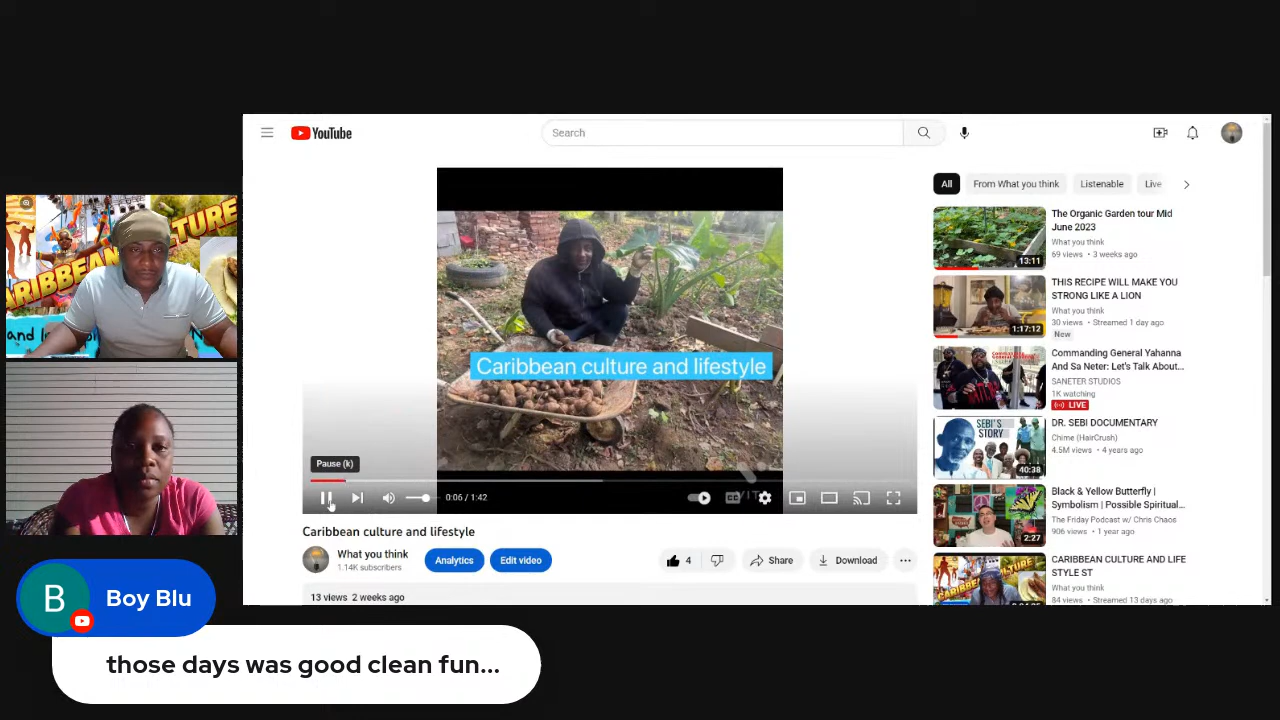 YouTube
Search
All
From What you think
Listenable
Live
CARIBBEAN CULTURE
Caribbean culture and lifestyle
Pause (k)
0:06 / 1:42
Caribbean culture and lifestyle
What you think
1.14K subscribers
Analytics
Edit video
4
Share
Download
13 views 2 weeks ago
The Organic Garden tour Mid
June 2023
What you think
69 views • 3 weeks ago
13:11
THIS RECIPE WILL MAKE YOU
STRONG LIKE A LION
What you think
30 views • Streamed 1 day ago
New
1:17:12
Commanding General Yahanna
And Sa Neter: Let's Talk About...
SANETER STUDIOS
1K watching
LIVE
SEBI'S
STORY
40:38
DR. SEBI DOCUMENTARY
Chime (HairCrush)
4.5M views • 4 years ago
Black & Yellow Butterfly |
Symbolism | Possible Spiritual...
The Friday Podcast w/ Chris Chaos
906 views • 1 year ago
2:27
CARIBBEAN CULTURE AND LIFE
STYLE ST
What you think
84 views • Streamed 13 days ago
B
Boy Blu
those days was good clean fun...